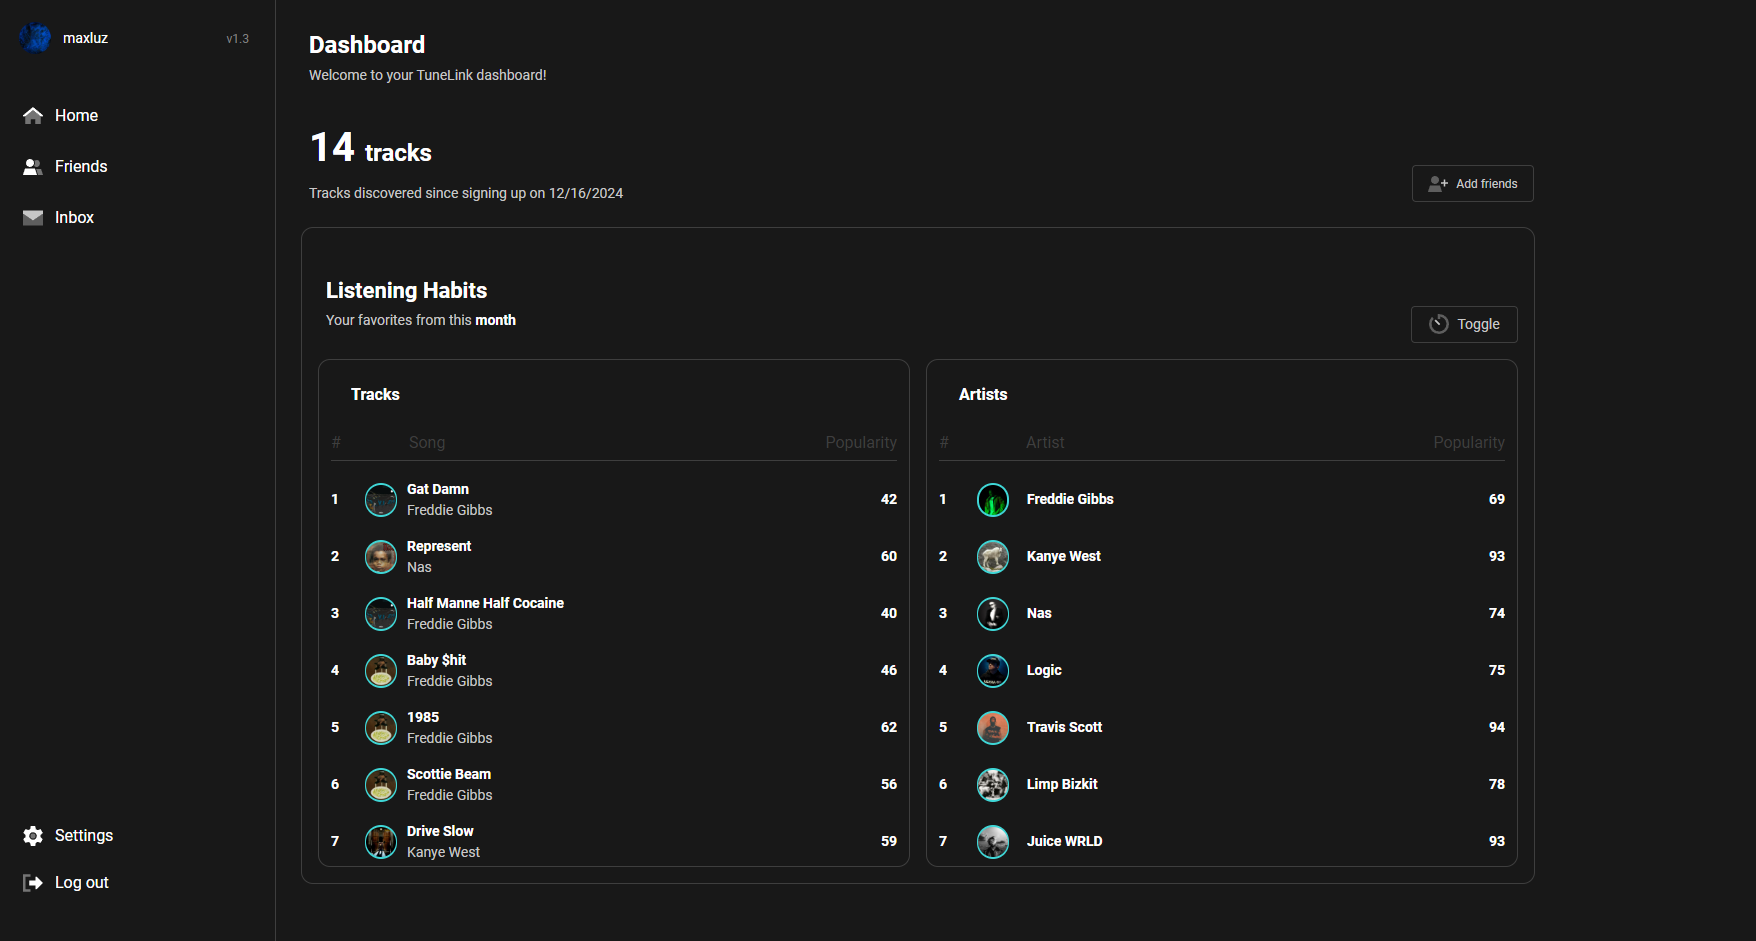 maxluz
v1.3
Home
Friends
Inbox
Settings
Log out
Dashboard
Welcome to your TuneLink dashboard!
14 tracks
Tracks discovered since signing up on 12/16/2024
Add friends
Listening Habits
Your favorites from this month
Toggle
Tracks
# Song Popularity
1 Gat Damn 42
Freddie Gibbs
2 Represent 60
Nas
3 Half Manne Half Cocaine 40
Freddie Gibbs
4 Baby $hit 46
Freddie Gibbs
5 1985 62
Freddie Gibbs
6 Scottie Beam 56
Freddie Gibbs
7 Drive Slow 59
Kanye West
Artists
# Artist Popularity
1 Freddie Gibbs 69
2 Kanye West 93
3 Nas 74
4 Logic 75
5 Travis Scott 94
6 Limp Bizkit 78
7 Juice WRLD 93